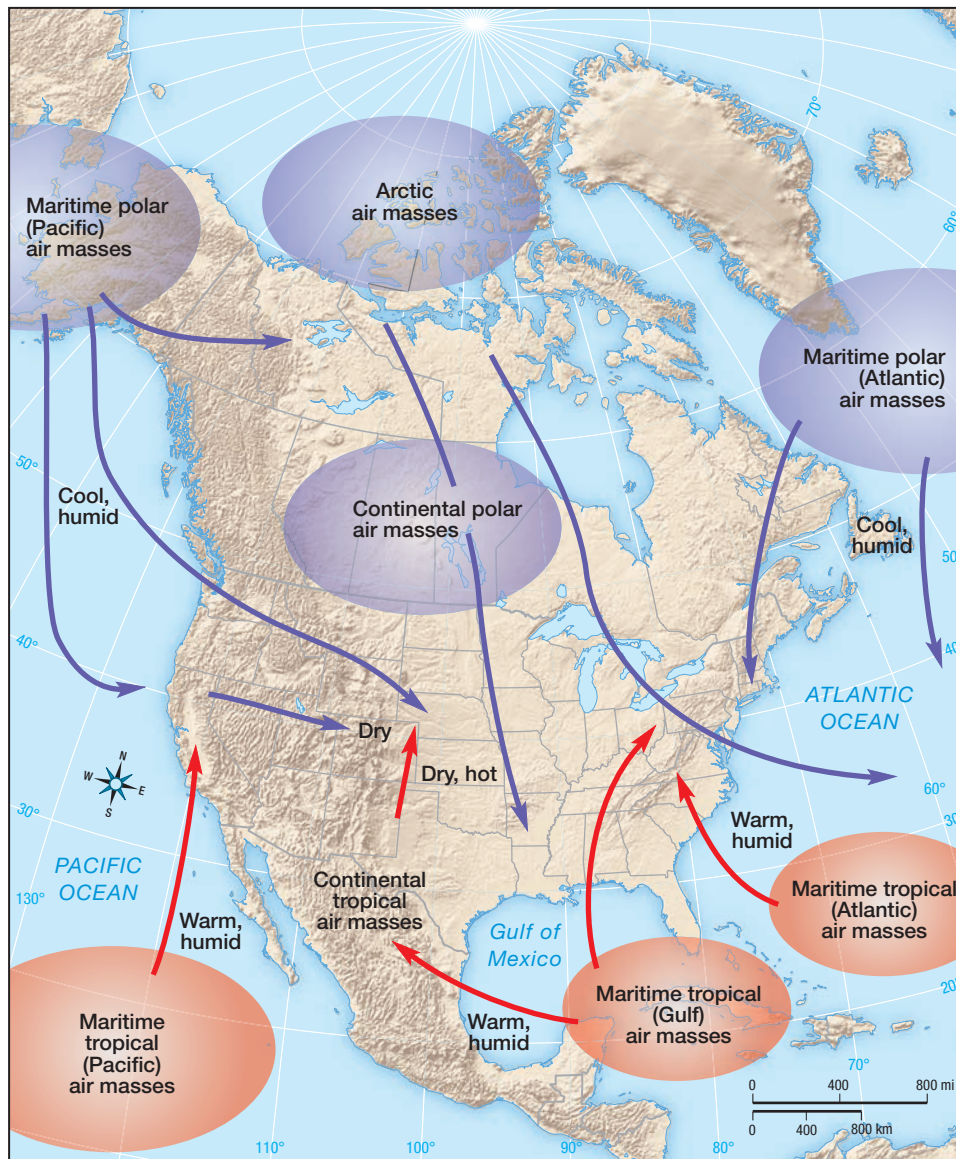 70°
Arctic
air masses
Maritime polar
(Pacific)
air masses
60°
Maritime polar
(Atlantic)
air masses
50°
Cool,
humid
Continental polar
air masses
Cool,
humid
50°
40°
40°
ATLANTIC
OCEAN
Dry
Dry, hot
N
W
E
S
60°
30°
30°
Warm,
humid
PACIFIC
OCEAN
130°
Continental
tropical
air masses
Maritime tropical
(Atlantic)
air masses
Warm,
humid
Gulf of
Mexico
20°
Maritime tropical
(Gulf)
air masses
Maritime
tropical
(Pacific)
air masses
Warm,
humid
70°
0 400 800 mi
0 400 800 km
110°
100°
90°
80°